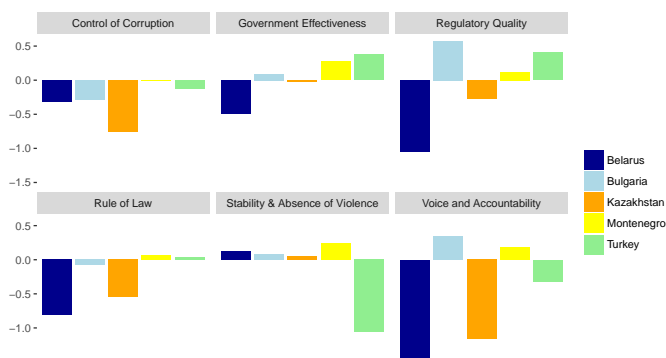 Control of Corruption
Government Effectiveness
Regulatory Quality
0.5
0.0
−0.5
−1.0
−1.5
Rule of Law
Stability & Absence of Violence
Voice and Accountability
0.5
0.0
−0.5
−1.0
Belarus
Bulgaria
Kazakhstan
Montenegro
Turkey